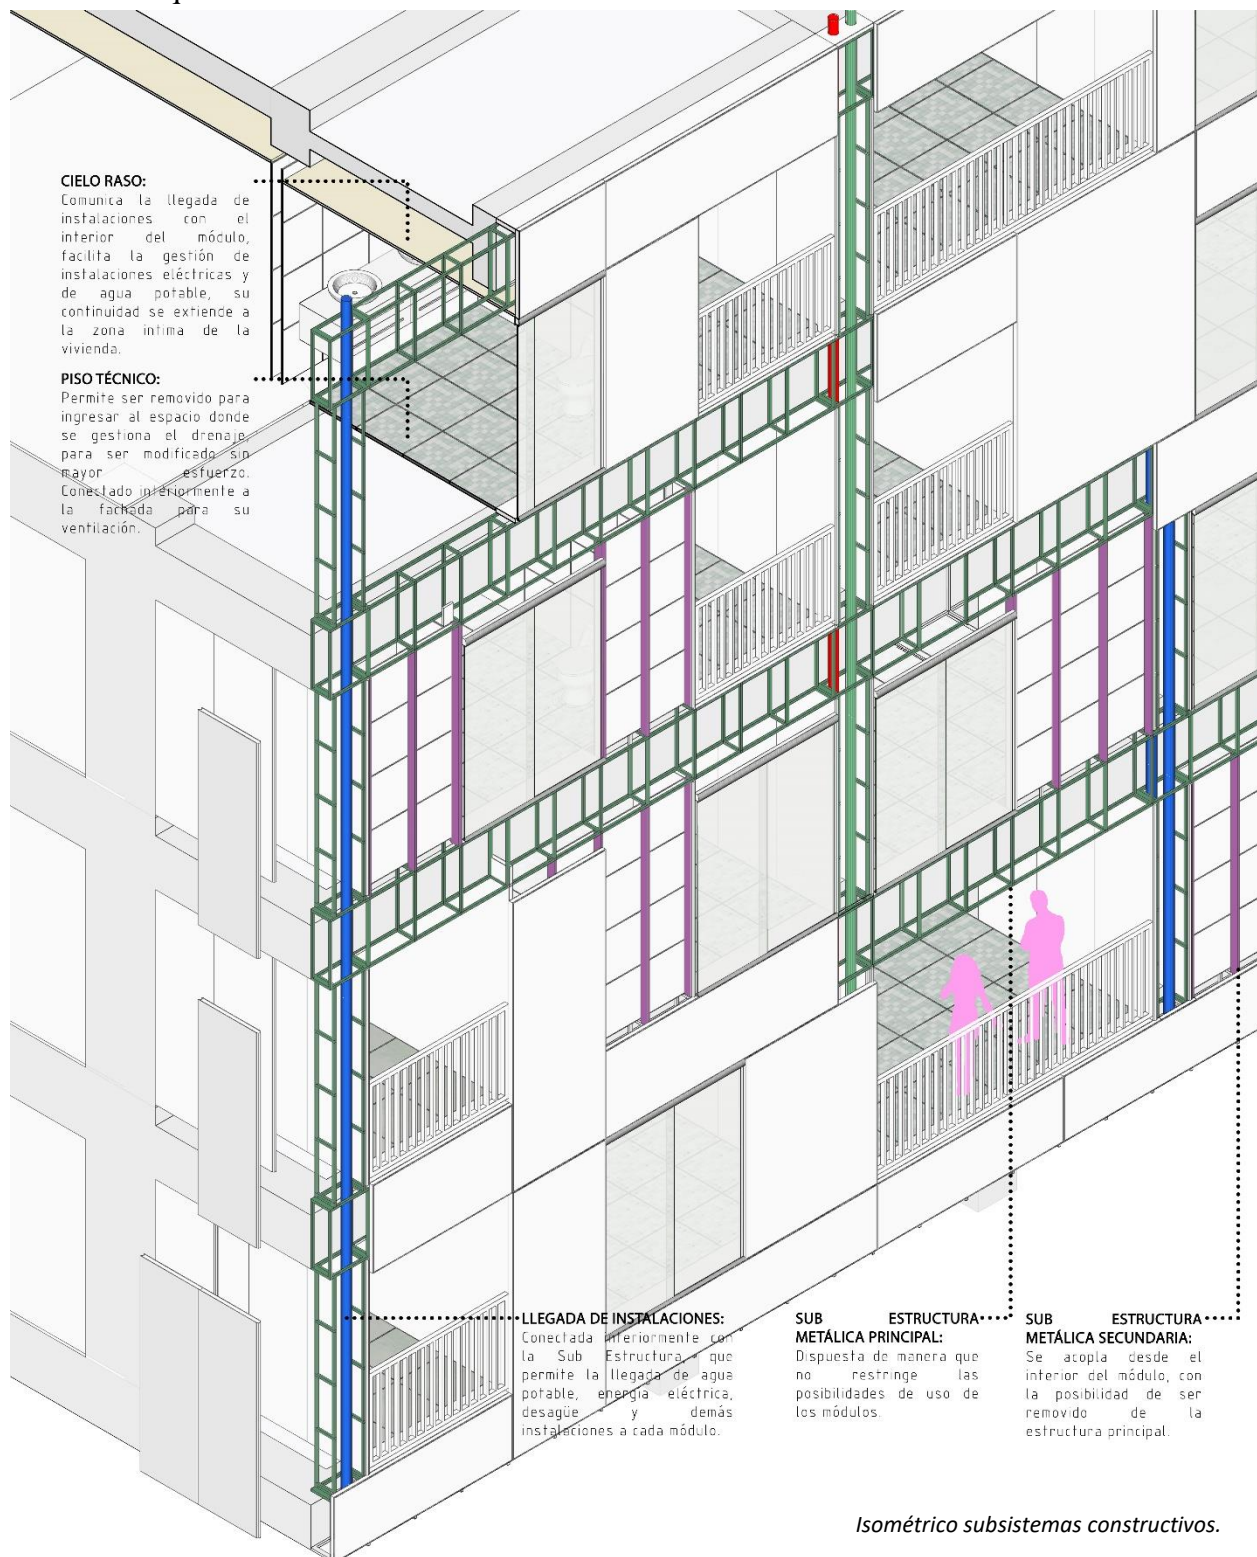 CIELO RASO:
Comunica la llegada de
instalaciones con el
interior del módulo,
facilita la gestión de
instalaciones eléctricas y
de agua potable, su
continuidad se extiende a
la zona intima de la
vivienda.
PISO TÉCNICO:
Permite ser removido para
ingresar al espacio donde
se gestiona el drenaje,
para ser modificado sin
mayor esfuerzo.
Conectado inferiormente a
la fachada para su
ventilación.
LLEGADA DE INSTALACIONES:
Conectada inferiormente con
la Sub Estructura, que
permite la llegada de agua
potable, energía eléctrica,
desagüe y demás
instalaciones a cada módulo.
SUB ESTRUCTURA
METÁLICA PRINCIPAL:
Dispuesta de manera que
no restringe las
posibilidades de uso de
los módulos.
SUB ESTRUCTURA
METÁLICA SECUNDARIA:
Se acopla desde el
interior del módulo, con
la posibilidad de ser
removido de la
estructura principal.
Isométrico subsistemas constructivos.